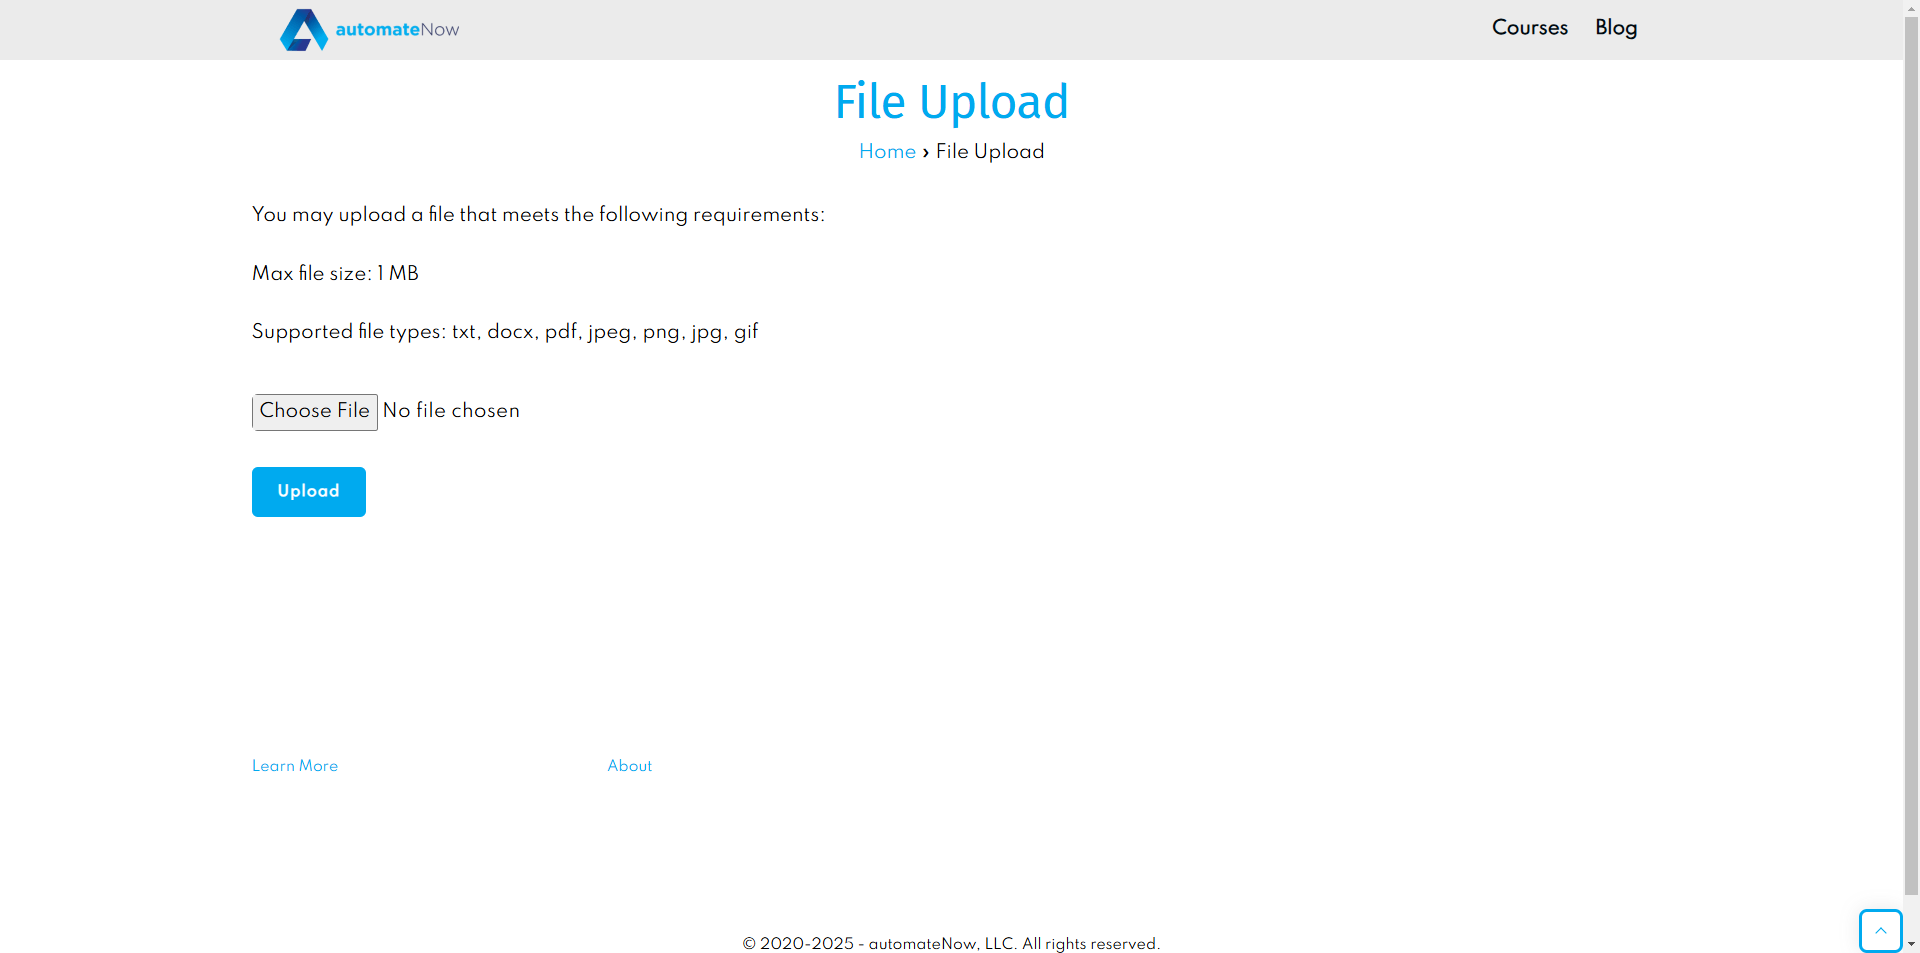 automateNow
Courses
Blog
File Upload
Home › File Upload
You may upload a file that meets the following requirements:
Max file size: 1 MB
Supported file types: txt, docx, pdf, jpeg, png, jpg, gif
Choose File No file chosen
Upload
Learn More
About
© 2020-2025 - automateNow, LLC. All rights reserved.